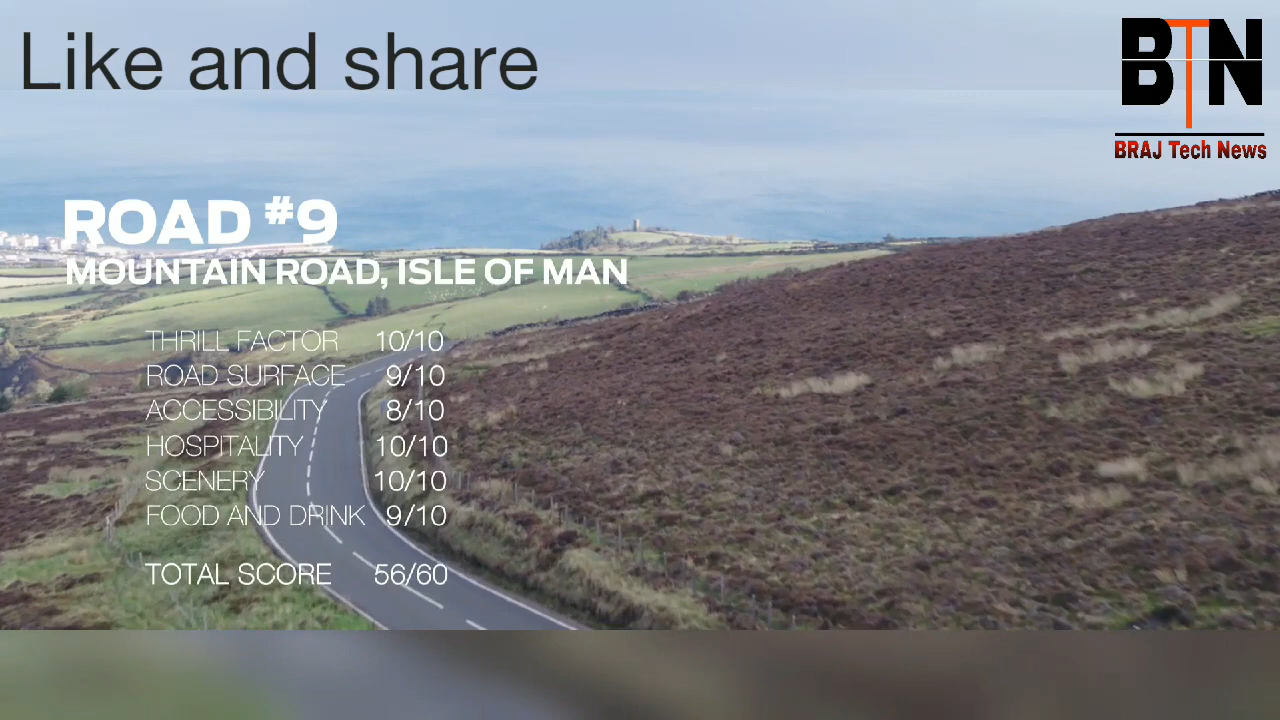 Like and share
BTN
BRAJ Tech News
ROAD #9
MOUNTAIN ROAD, ISLE OF MAN
THRILL FACTOR 10/10
ROAD SURFACE 9/10
ACCESSIBILITY 8/10
HOSPITALITY 10/10
SCENERY 10/10
FOOD AND DRINK 9/10
TOTAL SCORE 56/60